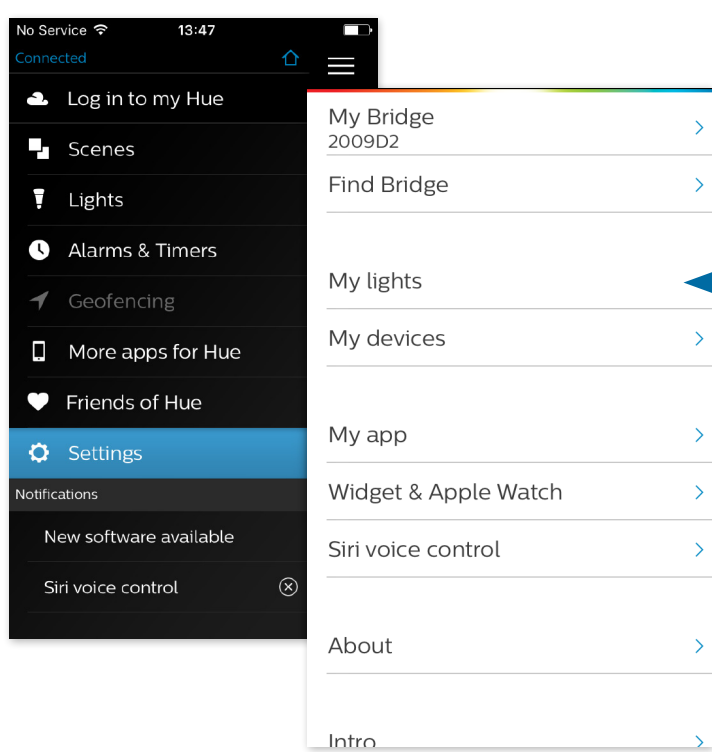 No Service 13:47
Connected
Log in to my Hue
Scenes
Lights
Alarms & Timers
Geofencing
More apps for Hue
Friends of Hue
Settings
Notifications
New software available
Siri voice control
My Bridge
2009D2
Find Bridge
My lights
My devices
My app
Widget & Apple Watch
Siri voice control
About
Intro